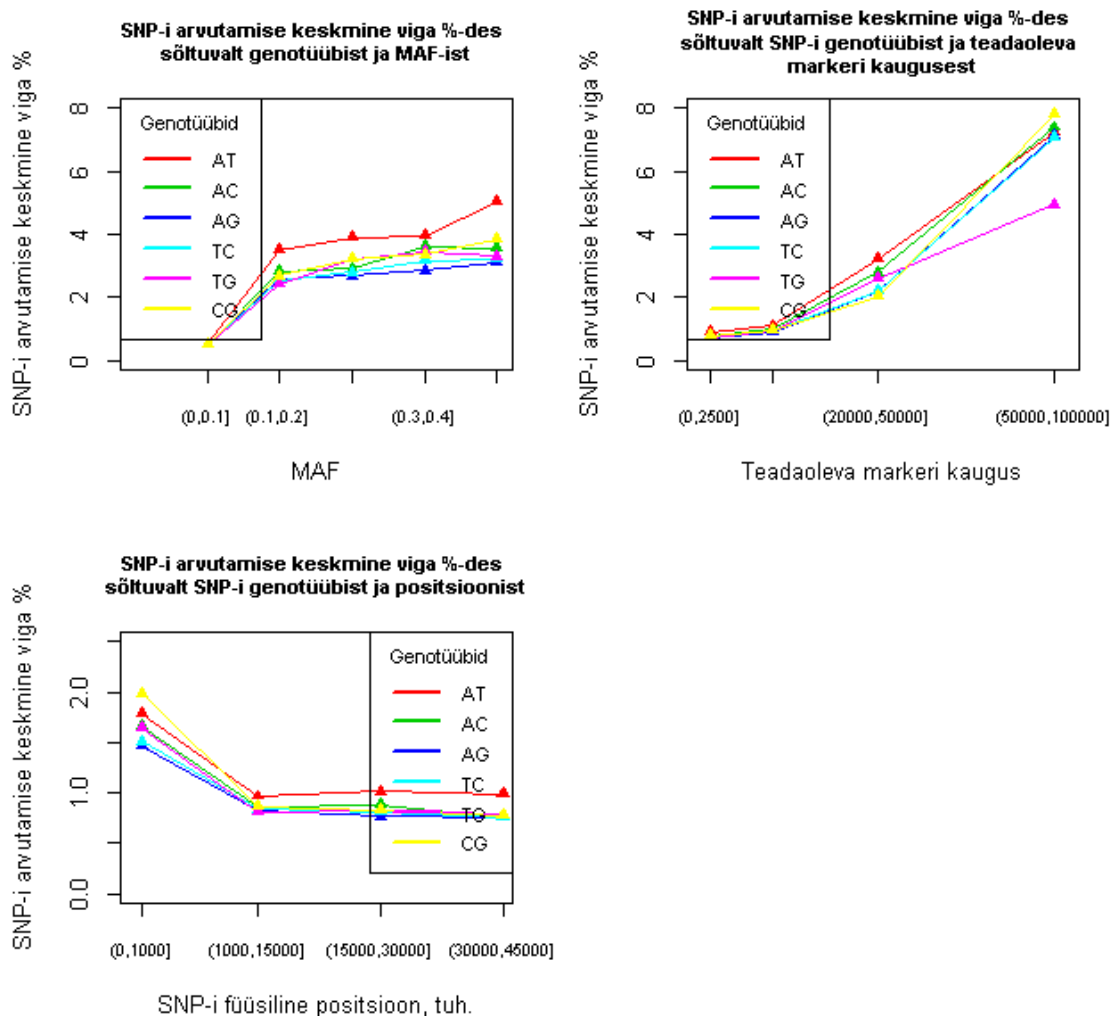 SNP-i arvutamise keskmine viga %-des
sõltuvalt genotüübist ja MAF-ist
SNP-i arvutamise keskmine viga %
8
6
4
2
0
Genotüübid
AT
AC
AG
TC
TG
CG
(0,0.1]
(0.1,0.2]
(0.3,0.4]
MAF
SNP-i arvutamise keskmine viga %-des
sõltuvalt SNP-i genotüübist ja teadaoleva
markeri kaugusest
SNP-i arvutamise keskmine viga %
8
6
4
2
0
Genotüübid
AT
AC
AG
TC
TG
CG
(0,2500]
(20000,50000]
(50000,100000]
Teadaoleva markeri kaugus
SNP-i arvutamise keskmine viga %-des
sõltuvalt SNP-i genotüübist ja positsioonist
SNP-i arvutamise keskmine viga %
2.0
1.0
0.0
Genotüübid
AT
AC
AG
TC
TG
CG
(0,1000]
(1000,15000]
(15000,30000]
(30000,45000]
SNP-i füüsiline positsioon, tuh.